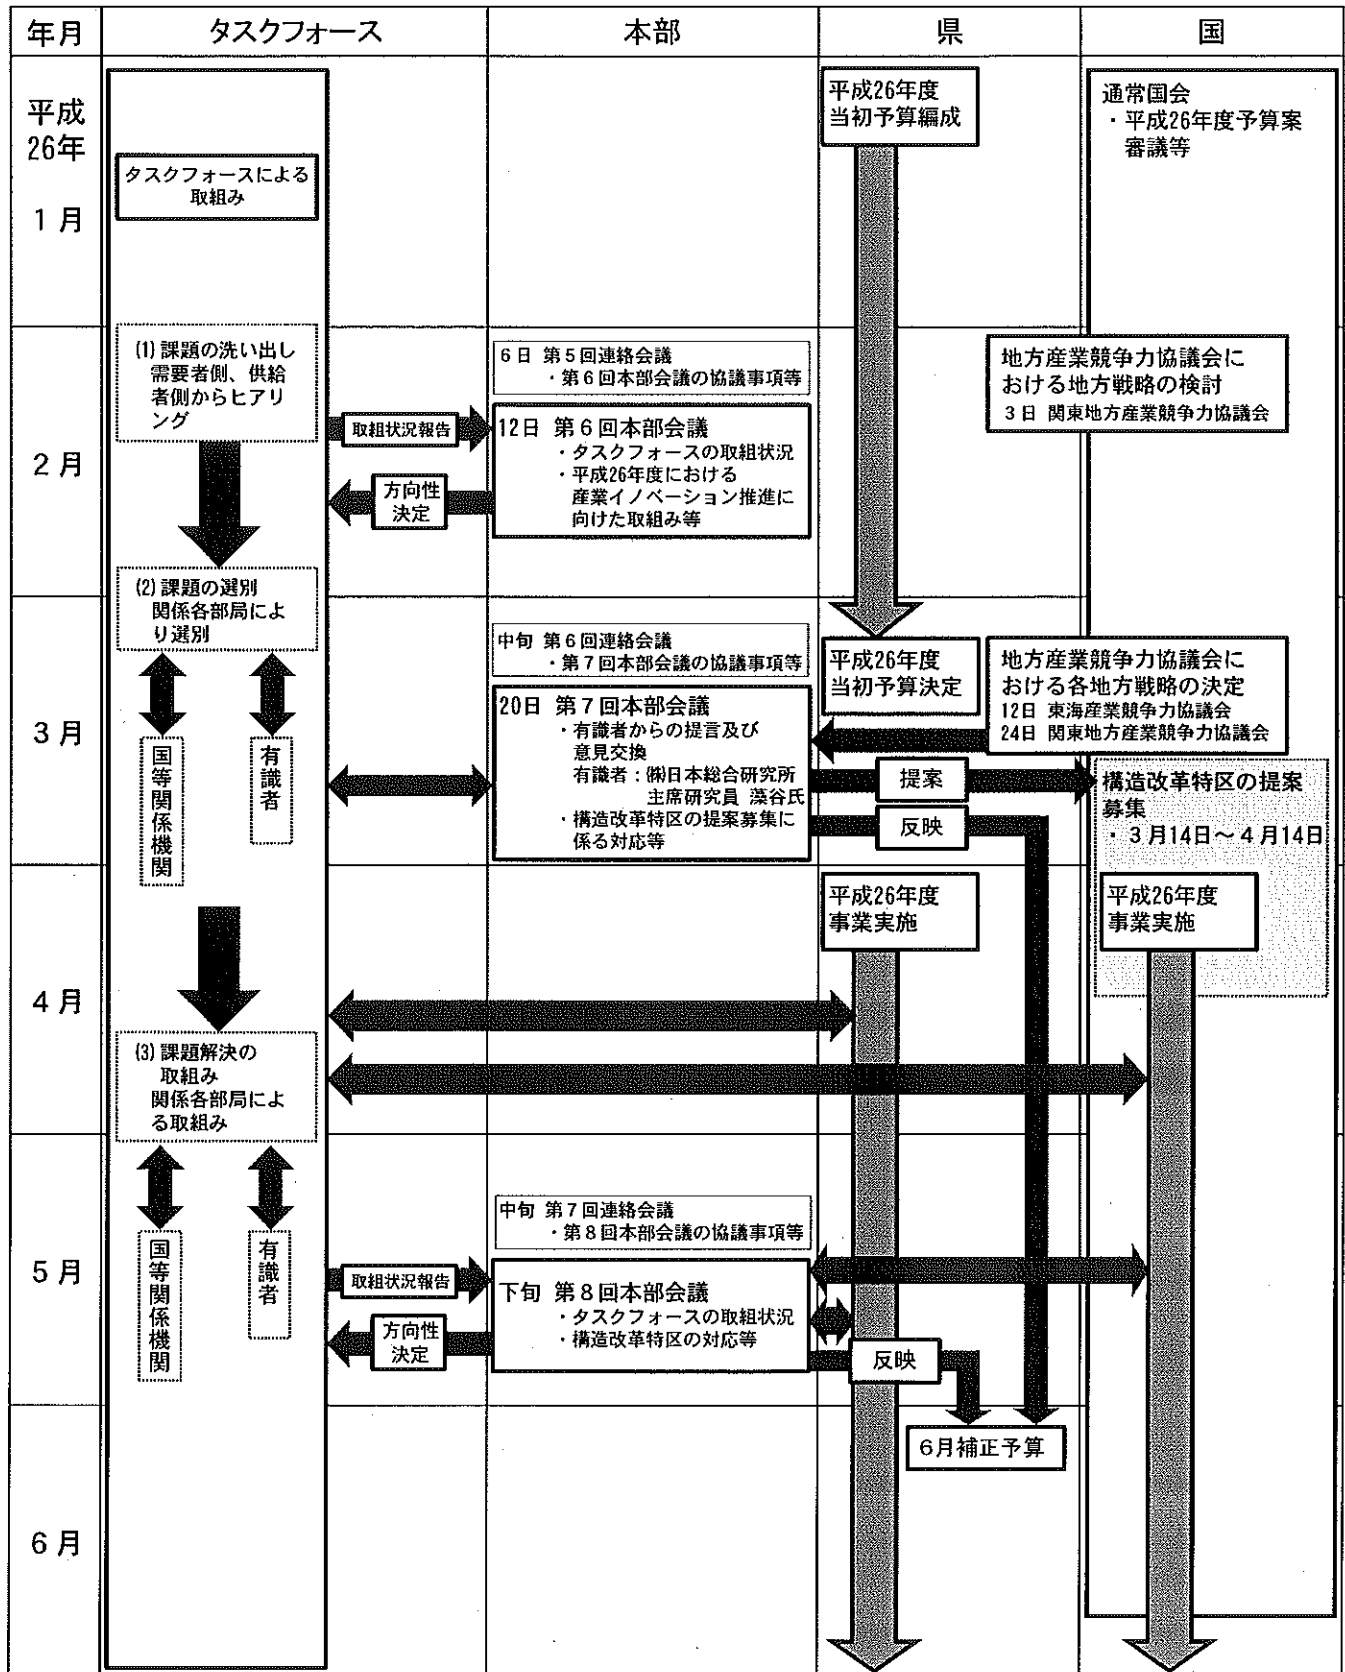 年月
タスクフォース
本部
県
国
平成
26年
1月
タスクフォースによる
取組み
平成26年度
当初予算編成
通常国会
・平成26年度予算案
審議等
2月
(1) 課題の洗い出し
需要者側、供給
者側からヒアリ
ング
取組状況報告
方向性
決定
6日 第5回連絡会議
・第6回本部会議の協議事項等
12日 第6回本部会議
・タスクフォースの取組状況
・平成26年度における
産業イノベーション推進に
向けた取組み等
地方産業競争力協議会に
おける地方戦略の検討
3日 関東地方産業競争力協議会
3月
(2) 課題の選別
関係各部局によ
り選別
国等関係機関
有識者
中旬 第6回連絡会議
・第7回本部会議の協議事項等
20日 第7回本部会議
・有識者からの提言及び
意見交換
有識者：㈱日本総合研究所
主席研究員 藻谷氏
・構造改革特区の提案募集に
係る対応等
平成26年度
当初予算決定
地方産業競争力協議会に
おける各地方戦略の決定
12日 東海産業競争力協議会
24日 関東地方産業競争力協議会
提案
反映
構造改革特区の提案
募集
・3月14日～4月14日
4月
平成26年度
事業実施
平成26年度
事業実施
(3) 課題解決の
取組み
関係各部局によ
る取組み
5月
国等関係機関
有識者
取組状況報告
方向性
決定
中旬 第7回連絡会議
・第8回本部会議の協議事項等
下旬 第8回本部会議
・タスクフォースの取組状況
・構造改革特区の対応等
反映
6月補正予算
6月